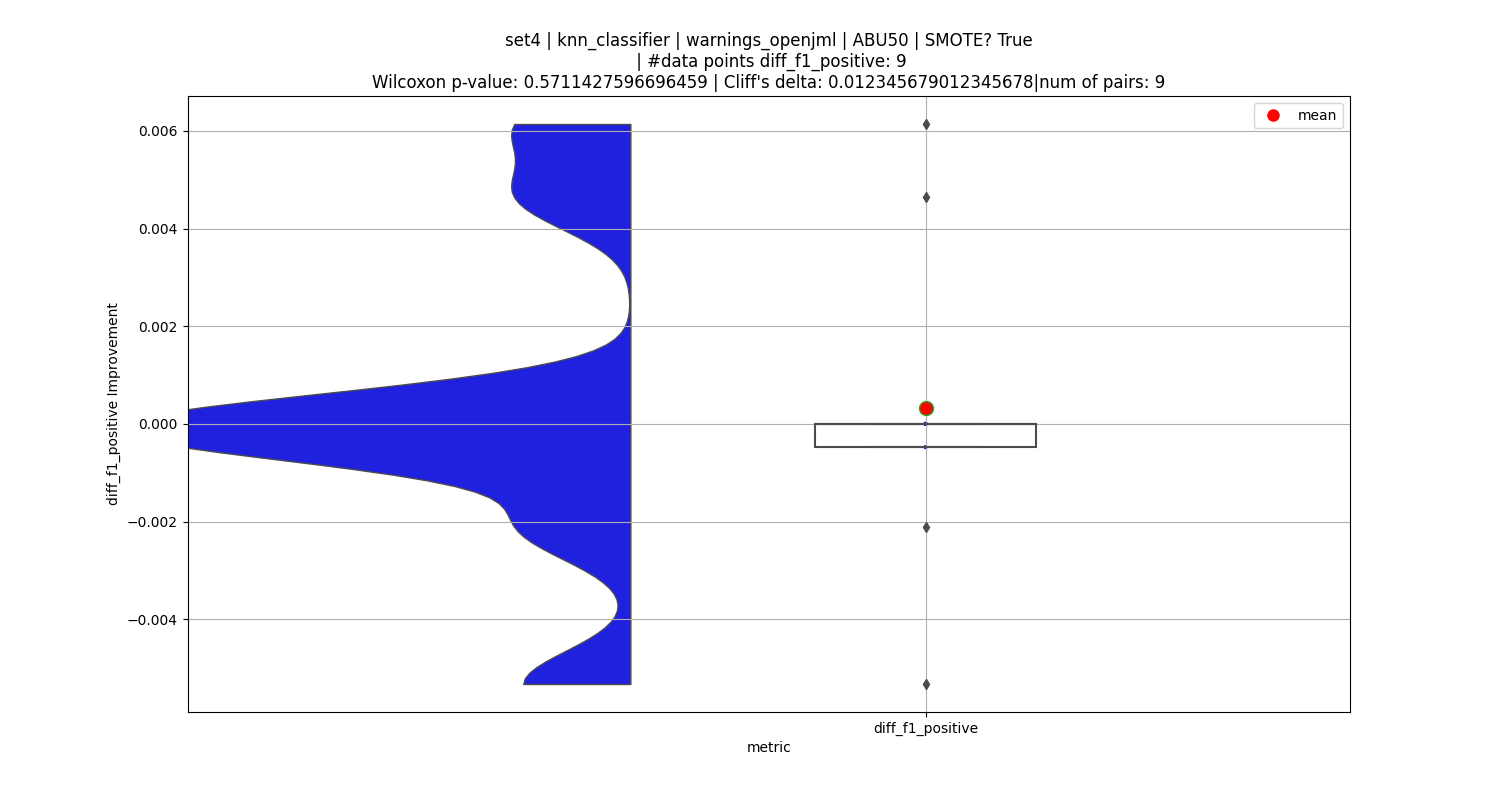 set4 | knn_classifier | warnings_openjml | ABU50 | SMOTE? True
| #data points diff_f1_positive: 9
Wilcoxon p-value: 0.5711427596696459 | Cliff's delta: 0.012345679012345678|num of pairs: 9
mean
0.006
0.004
0.002
0.000
−0.002
−0.004
diff_f1_positive Improvement
diff_f1_positive
metric